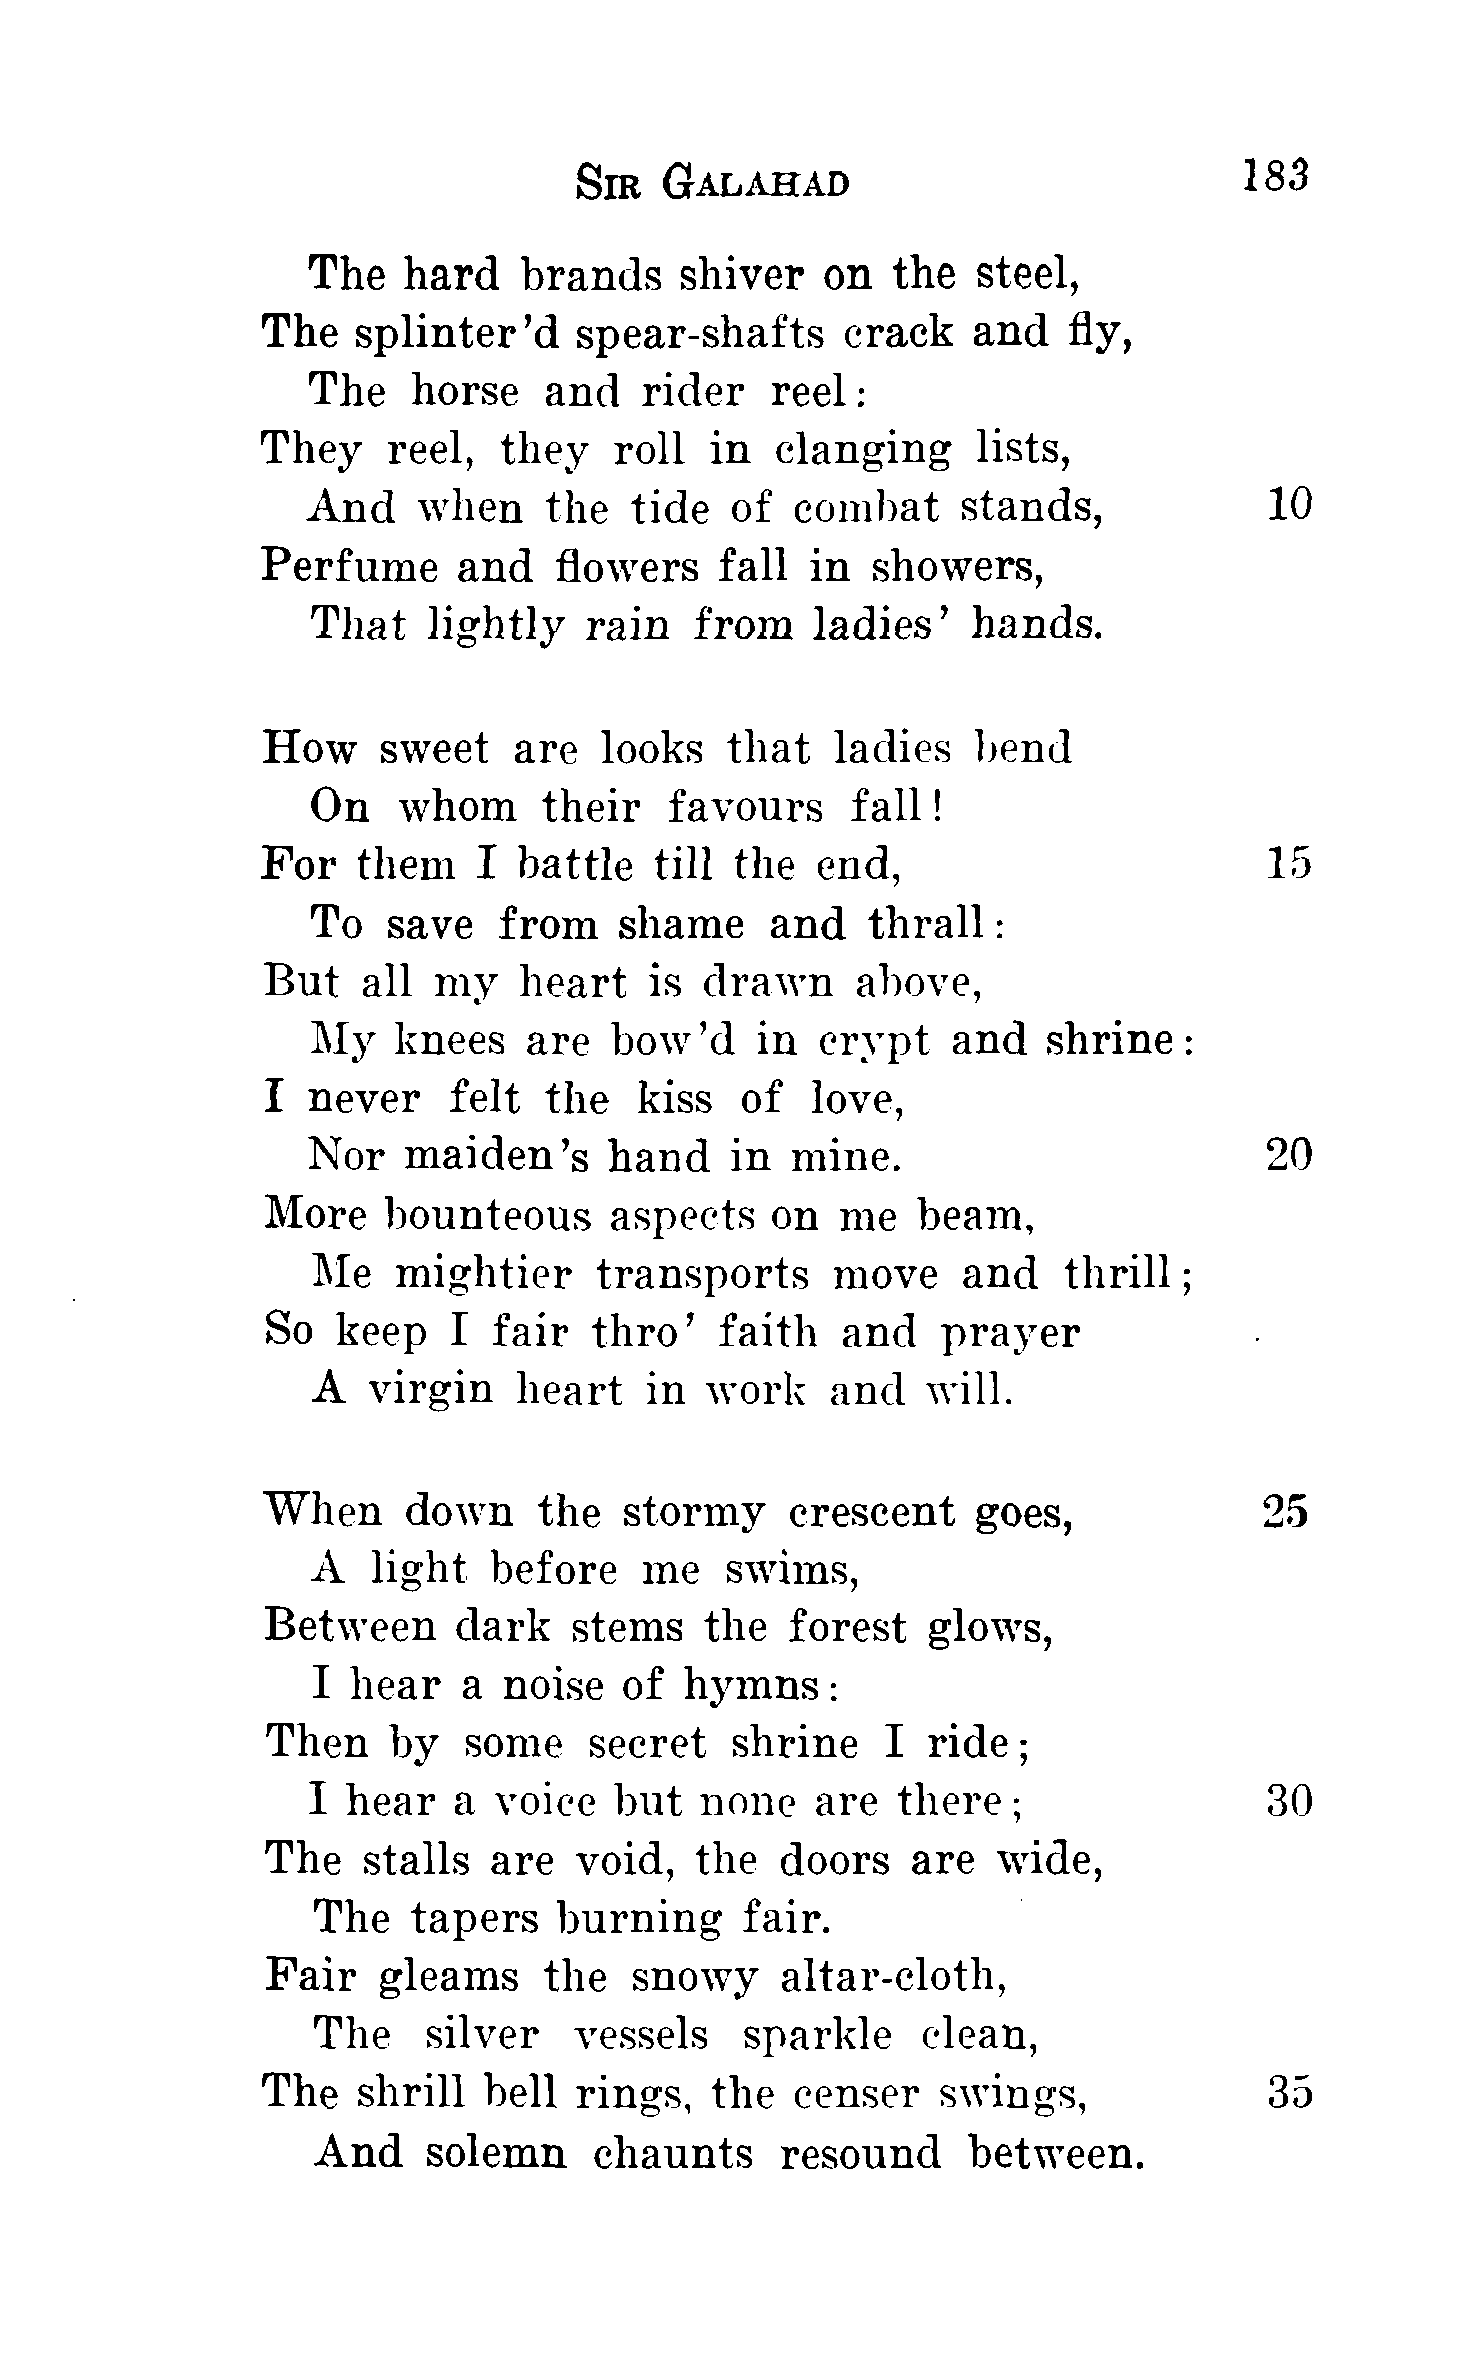 SIR GALAHAD 183
The hard brands shiver on the steel,
The splinter'd spear-shafts crack and fly,
The horse and rider reel:
They reel, they roll in clanging lists,
And when the tide of combat stands, 10
Perfume and flowers fall in showers,
That lightly rain from ladies' hands.
How sweet are looks that ladies bend
On whom their favours fall!
For them I battle till the end, 15
To save from shame and thrall:
But all my heart is drawn above,
My knees are bow'd in crypt and shrine:
I never felt the kiss of love,
Nor maiden's hand in mine. 20
More bounteous aspects on me beam,
Me mightier transports move and thrill;
So keep I fair thro' faith and prayer
A virgin heart in work and will.
When down the stormy crescent goes, 25
A light before me swims,
Between dark stems the forest glows,
I hear a noise of hymns:
Then by some secret shrine I ride;
I hear a voice but none are there; 30
The stalls are void, the doors are wide,
The tapers burning fair.
Fair gleams the snowy altar-cloth,
The silver vessels sparkle clean,
The shrill bell rings, the censer swings, 35
And solemn chaunts resound between.